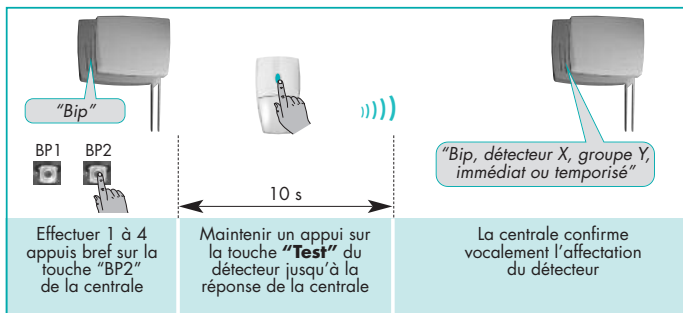 “Bip”
BP1 BP2
10 s
“Bip, détecteur X, groupe Y,
immédiat ou temporisé”
Effectuer 1 à 4
appuis bref sur la
touche “BP2”
de la centrale
Maintenir un appui sur
la touche “Test” du
détecteur jusqu’à la
réponse de la centrale
La centrale confirme
vocalement l’affectation
du détecteur